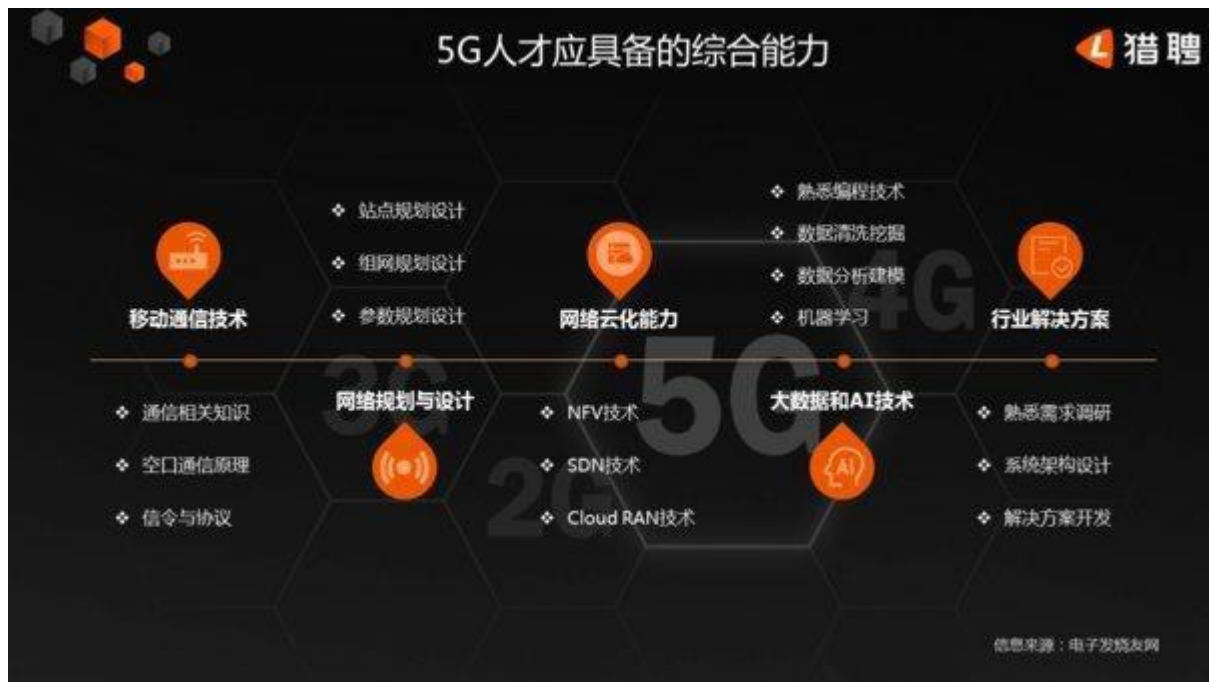 5G人才应具备的综合能力
猎聘
移动通信技术
通信相关知识
空口通信原理
信令与协议
站点规划设计
组网规划设计
参数规划设计
网络规划与设计
网络云化能力
NFV技术
SDN技术
Cloud RAN技术
熟悉编程技术
数据清洗挖掘
数据分析建模
机器学习
大数据和AI技术
AI
行业解决方案
熟悉需求调研
系统架构设计
解决方案开发
2G
3G
4G
5G
信息来源：电子发烧友网